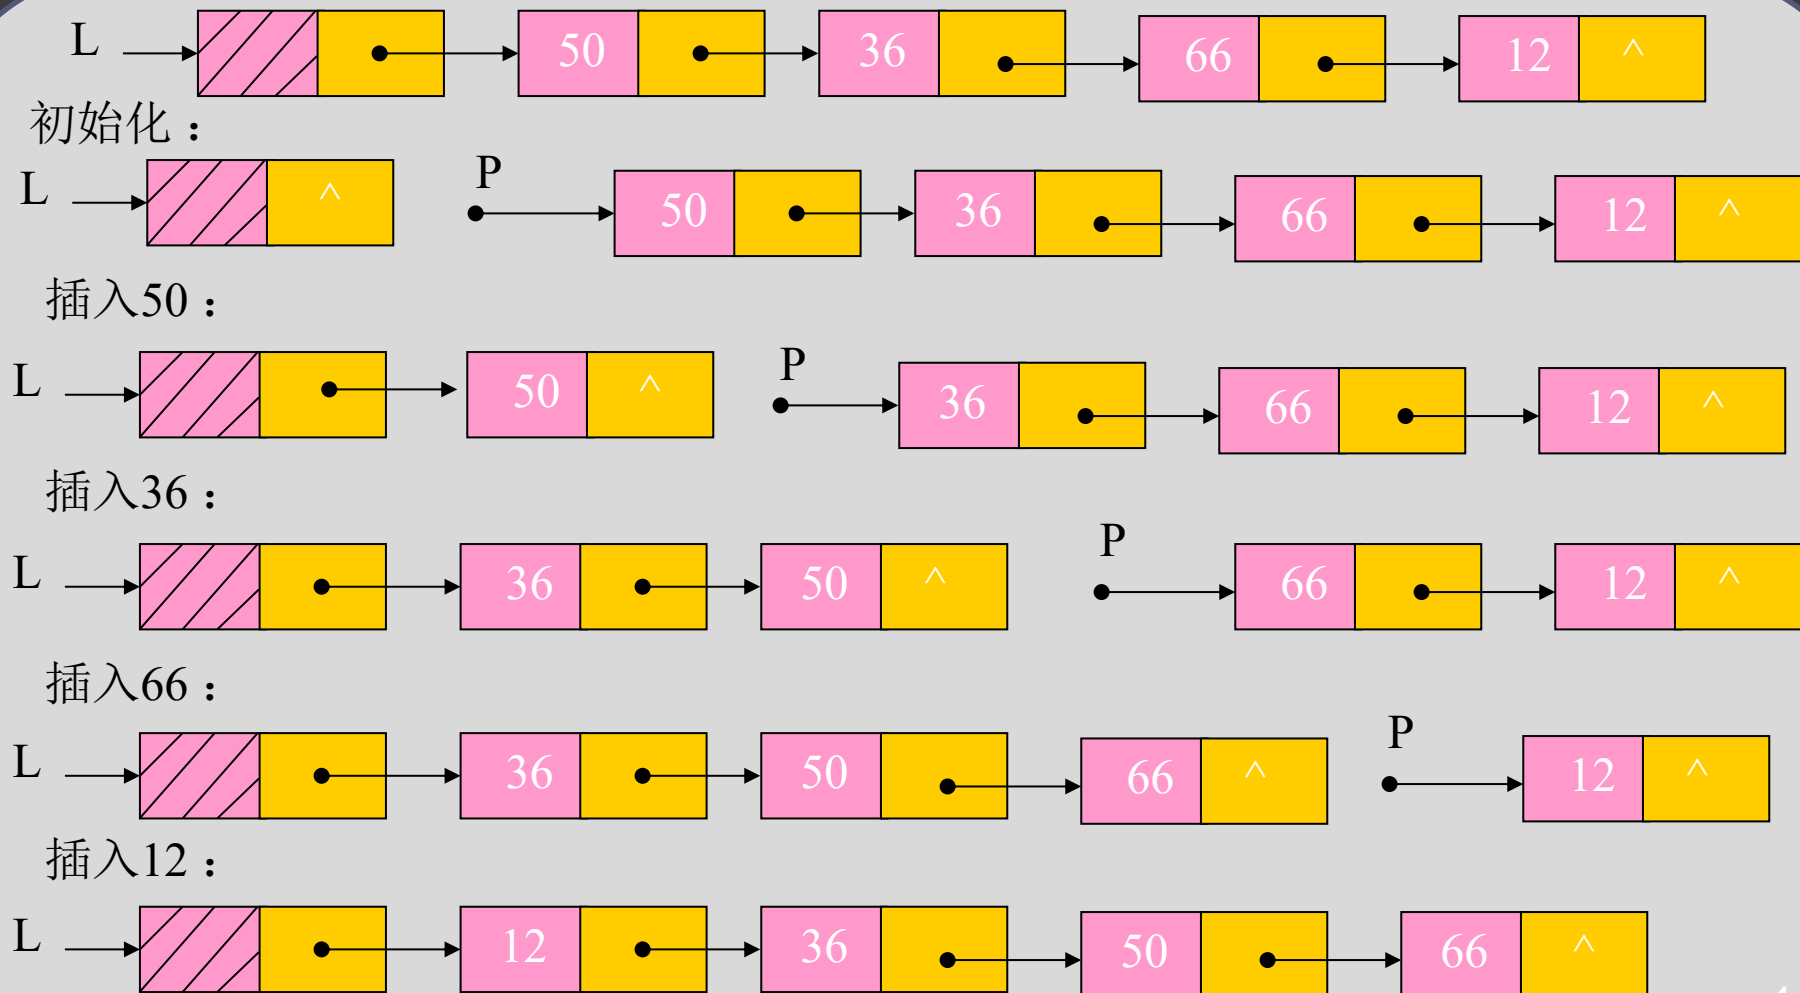 L 50 36 66 12 ^
初始化：
L ^ P 50 36 66 12 ^
插入50：
L 50 ^ P 36 66 12 ^
插入36：
L 36 50 ^ P 66 12 ^
插入66：
L 36 50 66 ^ P 12 ^
插入12：
L 12 36 50 66 ^